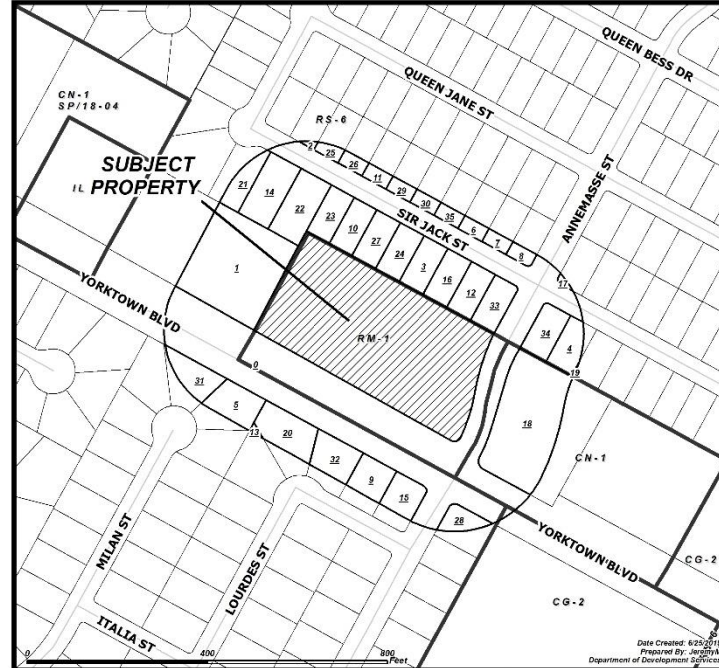 QUEEN BESS DR
QUEEN JANE ST
CN-1
SP/18-04
RS-6
ANNEMASSE ST
SUBJECT
PROPERTY
IL
2
25
26
11
29
30
35
6
7
8
17
SIR JACK ST
21
14
22
23
10
27
24
3
16
12
33
34
4
19
1
YORKTOWN BLVD
RM-1
0
18
CN-1
31
5
13
20
32
9
15
28
YORKTOWN BLVD
CG-2
CG-2
MILAN ST
LOURDES ST
ITALIA ST
0
400
800
Feet
Date Created: 6/25/201
Prepared By: Jeremy
Department of Development